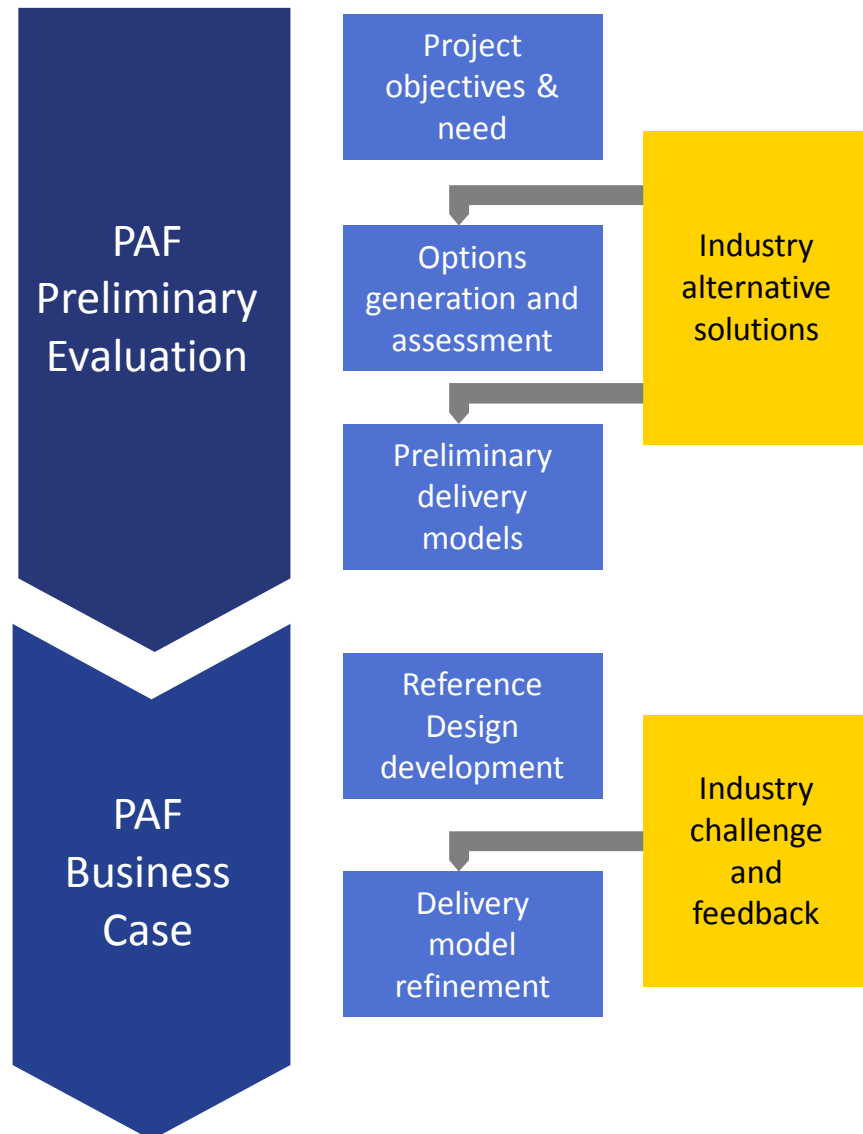 PAF
Preliminary
Evaluation
Project
objectives &
need
Options
generation and
assessment
Preliminary
delivery
models
Industry
alternative
solutions
PAF
Business
Case
Reference
Design
development
Delivery
model
refinement
Industry
challenge
and
feedback